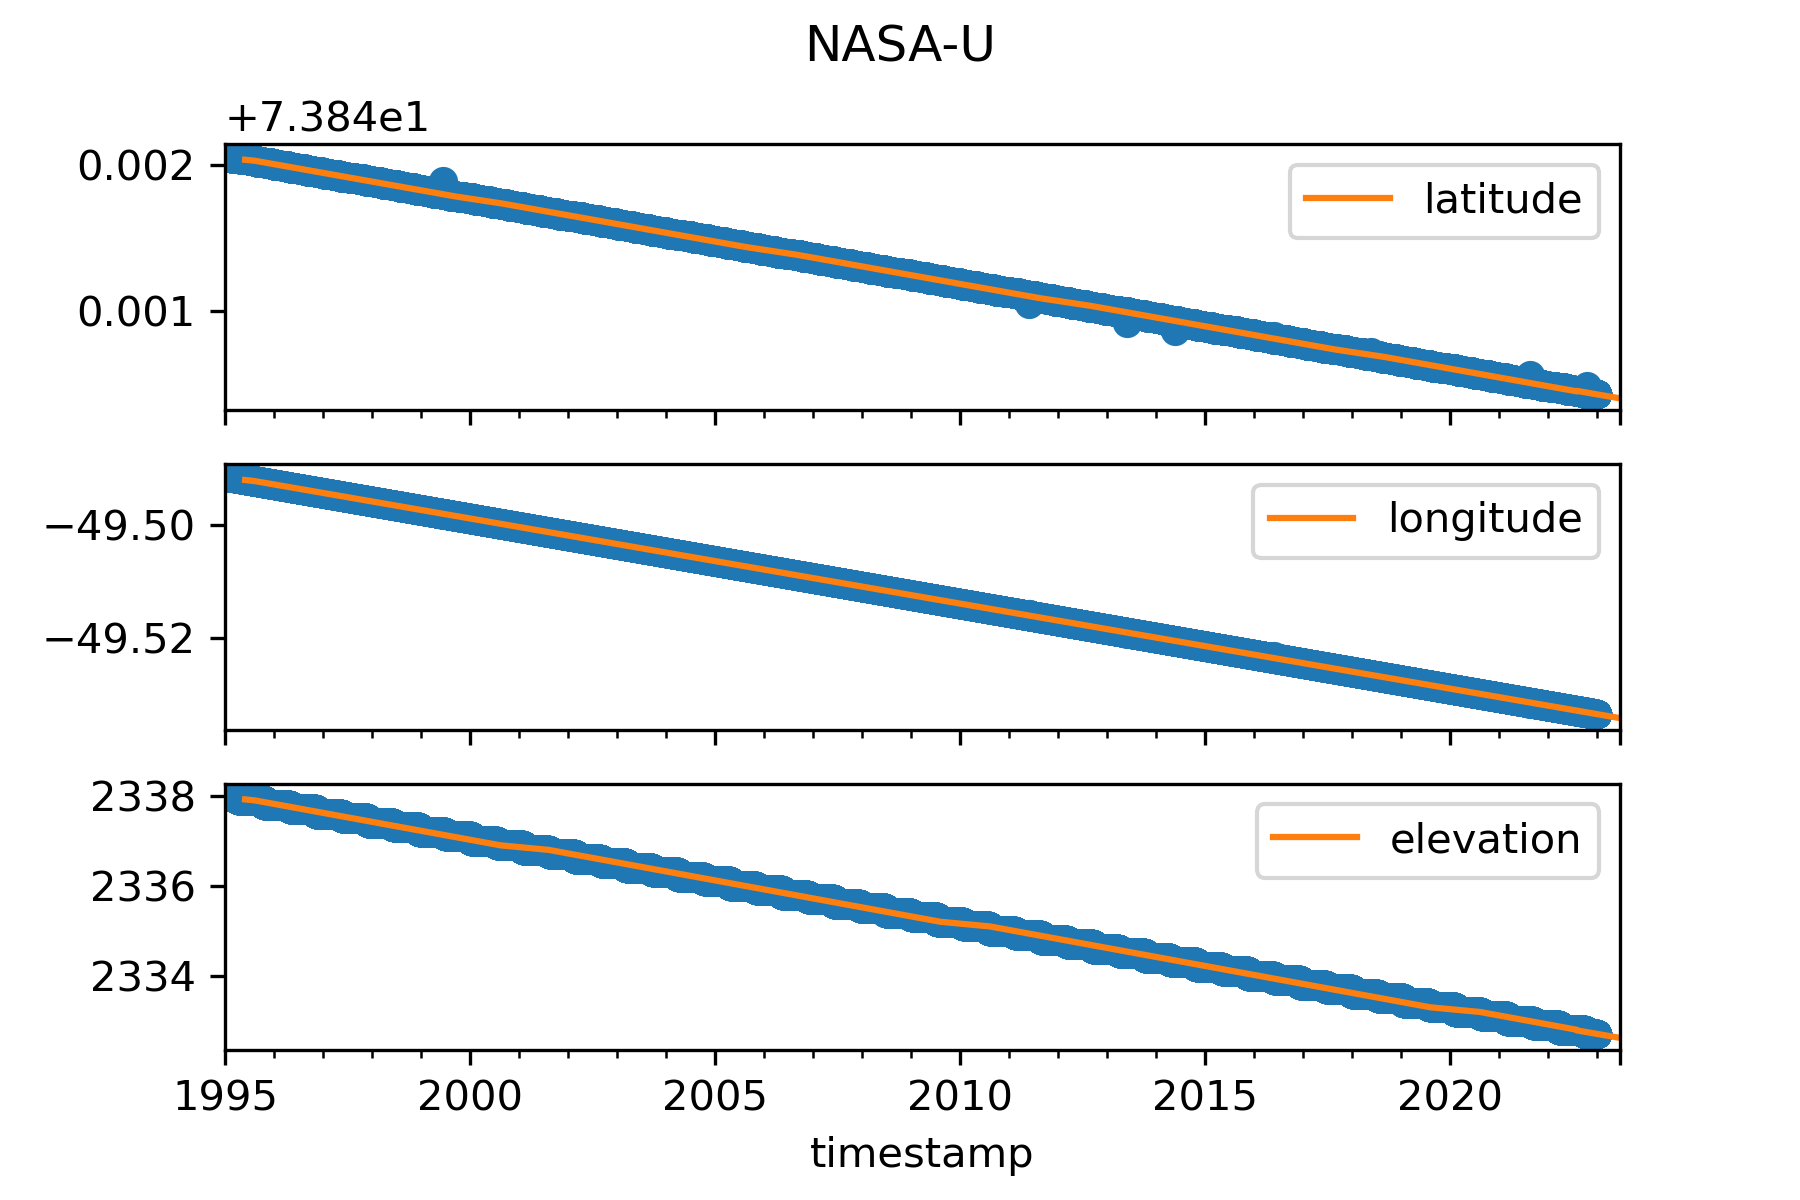 NASA-U
+7.384e1
0.002
0.001
latitude
−49.50
−49.52
longitude
2338
2336
2334
elevation
1995 2000 2005 2010 2015 2020
timestamp